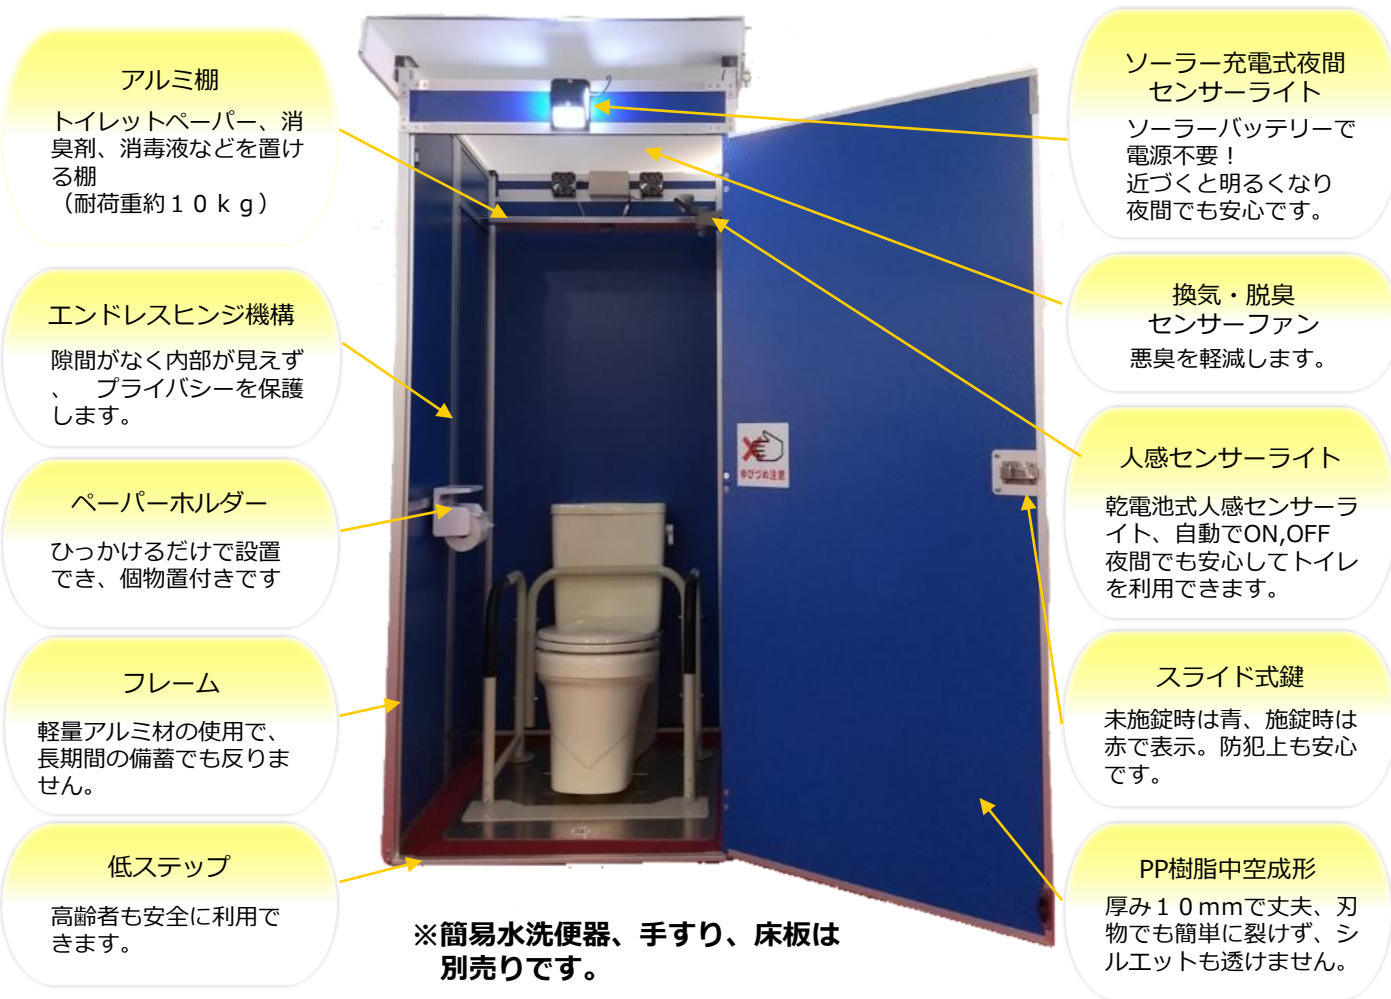 アルミ棚
トイレットペーパー、消
臭剤、消毒液などを置け
る棚
（耐荷重約１０ｋｇ）
エンドレスヒンジ機構
隙間がなく内部が見えず
、　プライバシーを保護
します。
ペーパーホルダー
ひっかけるだけで設置
でき、個物置付きです
フレーム
軽量アルミ材の使用で、
長期間の備蓄でも反りま
せん。
低ステップ
高齢者も安全に利用で
きます。
ゆびづめ注意
※簡易水洗便器、手すり、床板は
別売りです。
ソーラー充電式夜間
センサーライト
ソーラーバッテリーで
電源不要！
近づくと明るくなり
夜間でも安心です。
換気・脱臭
センサーファン
悪臭を軽減します。
人感センサーライト
乾電池式人感センサーラ
イト、自動でON,OFF
夜間でも安心してトイレ
を利用できます。
スライド式鍵
未施錠時は青、施錠時は
赤で表示。防犯上も安心
です。
PP樹脂中空成形
厚み１０mmで丈夫、刃
物でも簡単に裂けず、シ
ルエットも透けません。